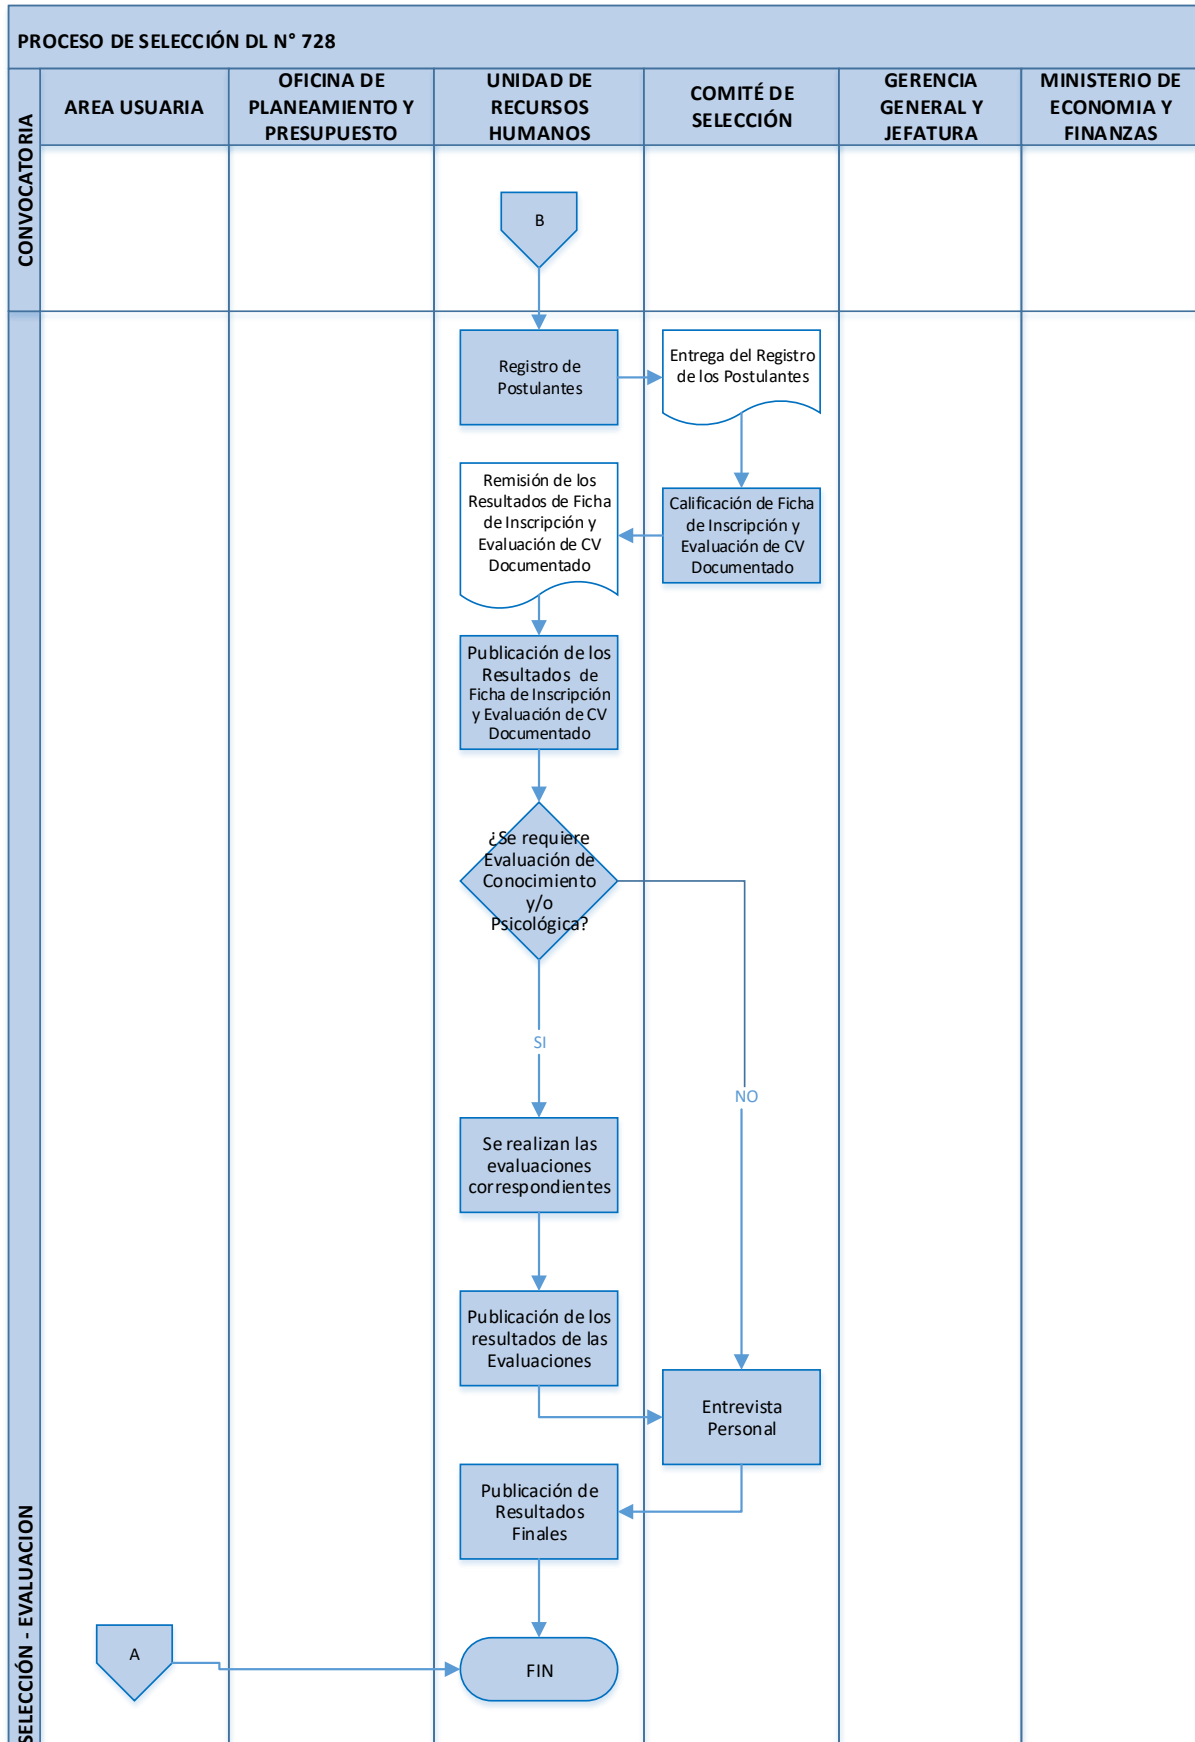 PROCESO DE SELECCIÓN DL N° 728
CONVOCATORIA
AREA USUARIA
OFICINA DE
PLANEAMIENTO Y
PRESUPUESTO
UNIDAD DE
RECURSOS
HUMANOS
COMITÉ DE
SELECCIÓN
GERENCIA
GENERAL Y
JEFATURA
MINISTERIO DE
ECONOMIA Y
FINANZAS
B
Registro de
Postulantes
Entrega del Registro
de los Postulantes
Remisión de los
Resultados de Ficha
de Inscripción y
Evaluación de CV
Documentado
Calificación de Ficha
de Inscripción y
Evaluación de CV
Documentado
Publicación de los
Resultados de
Ficha de Inscripción
y Evaluación de CV
Documentado
¿Se requiere
Evaluación de
Conocimiento
y/o
Psicológica?
SI
NO
Se realizan las
evaluaciones
correspondientes
Publicación de los
resultados de las
Evaluaciones
Entrevista
Personal
Publicación de
Resultados
Finales
SELECCIÓN - EVALUACION
A
FIN